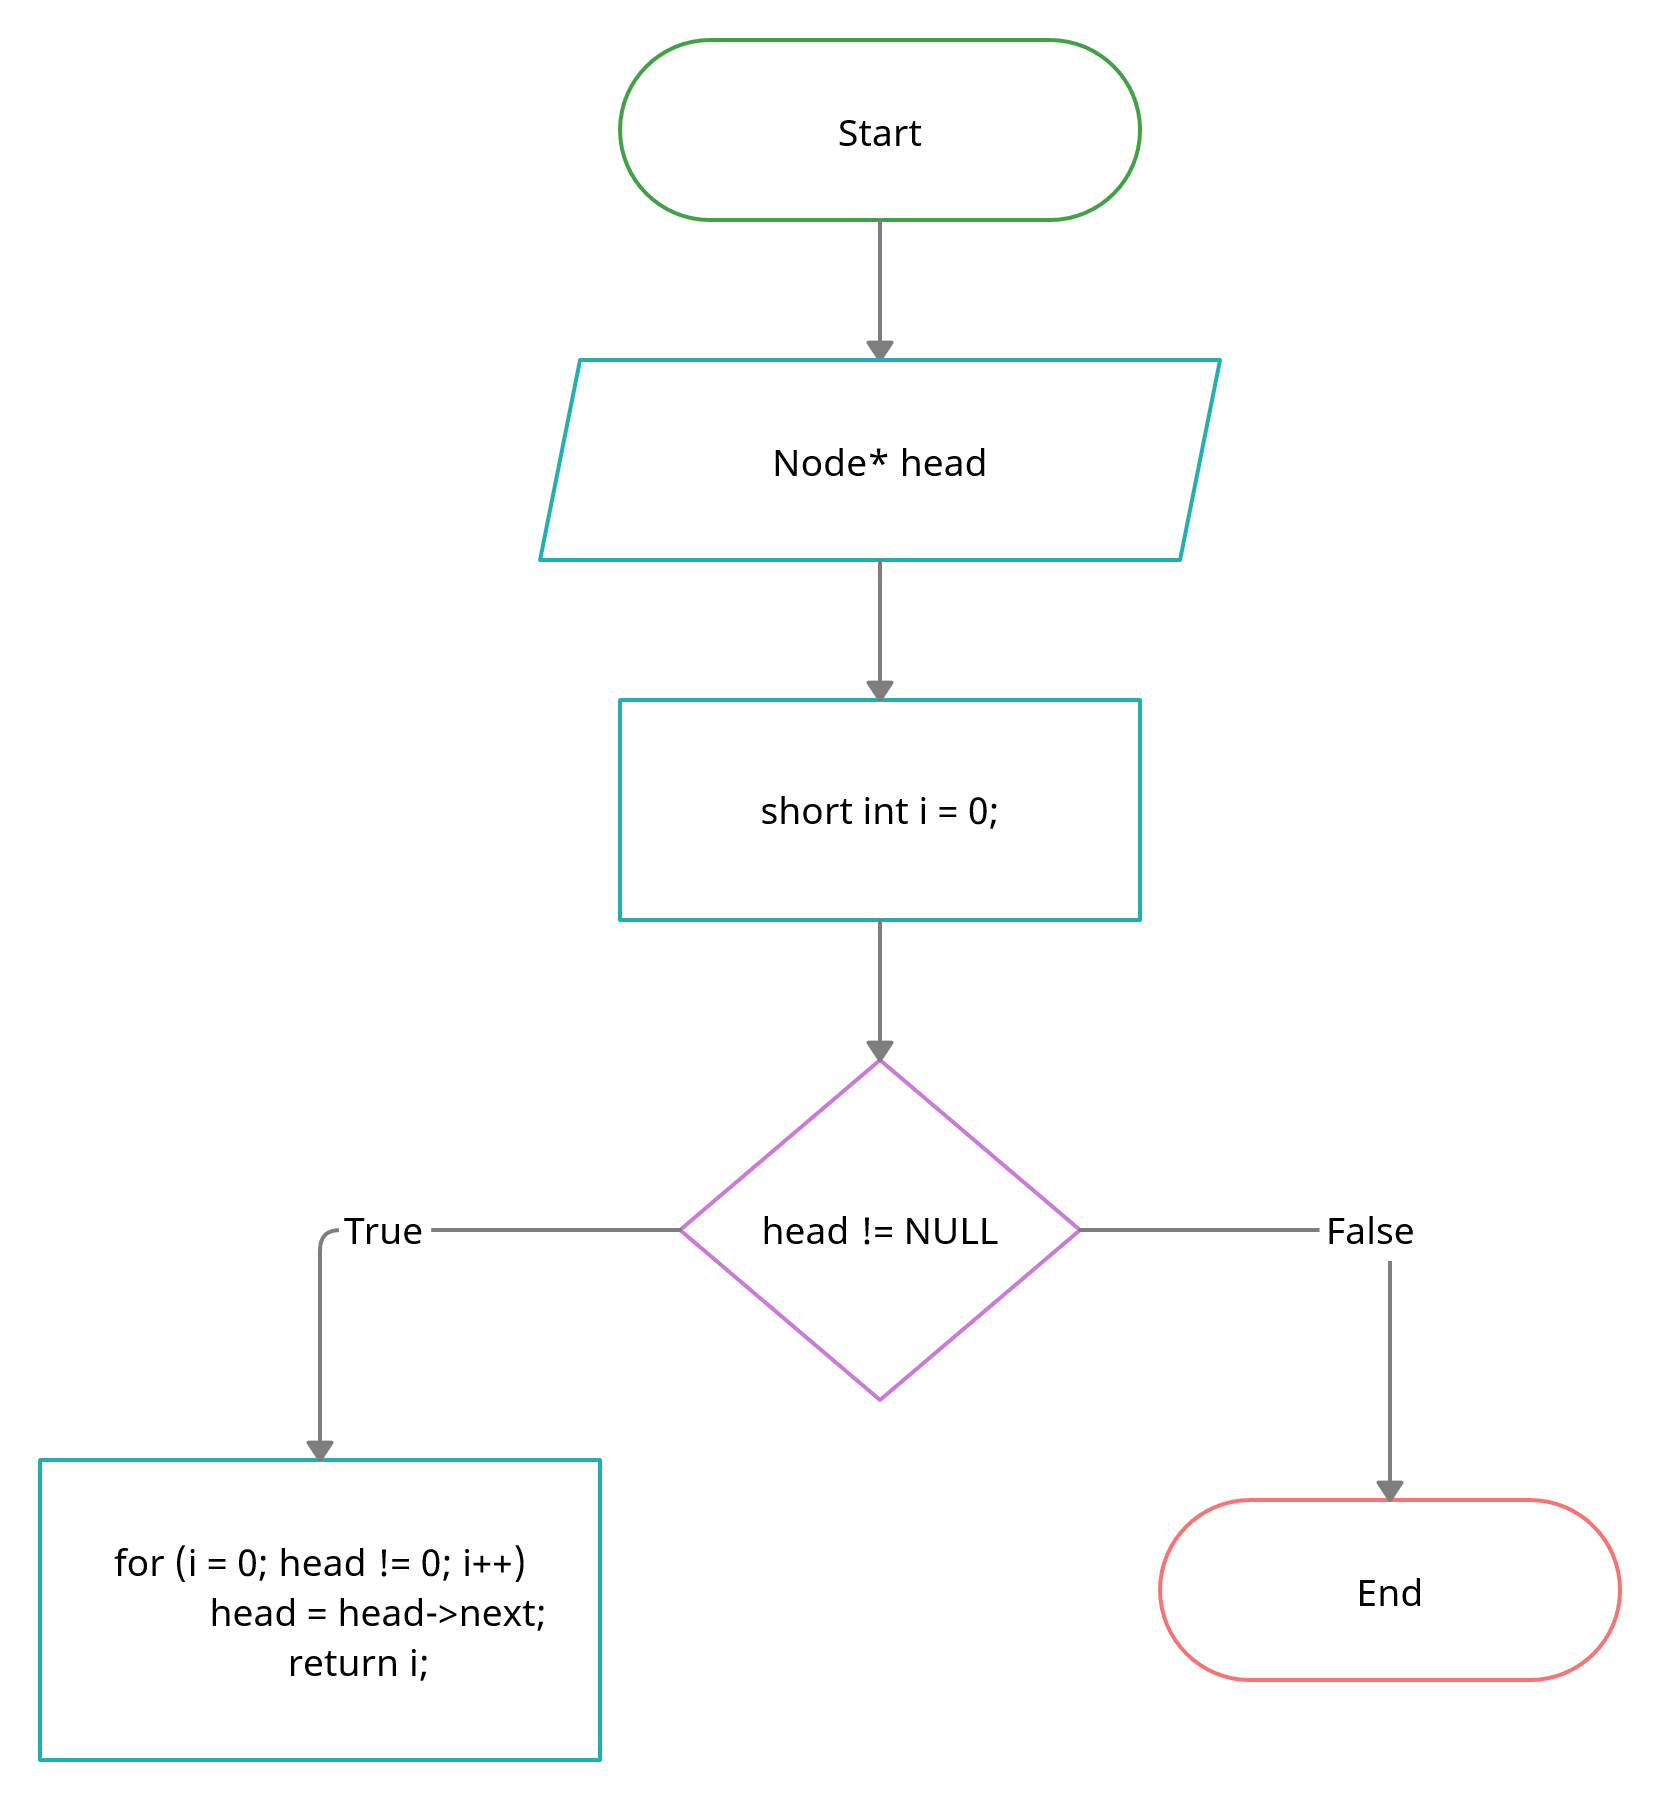 Start
Node* head
short int i = 0;
head != NULL
True
False
for (i = 0; head != 0; i++)
head = head->next;
return i;
End